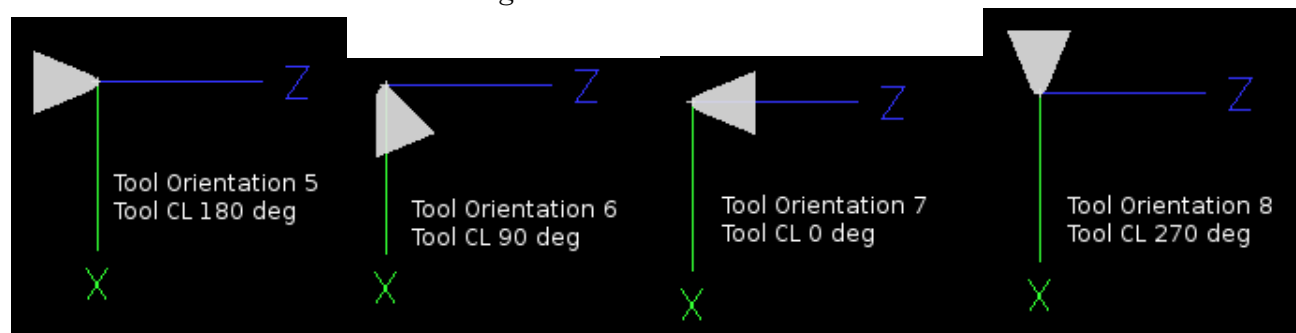 g
Z
Tool Orientation 5
Tool CL 180 deg
X
Z
Tool Orientation 6
Tool CL 90 deg
X
Z
Tool Orientation 7
Tool CL 0 deg
X
Z
Tool Orientation 8
Tool CL 270 deg
X